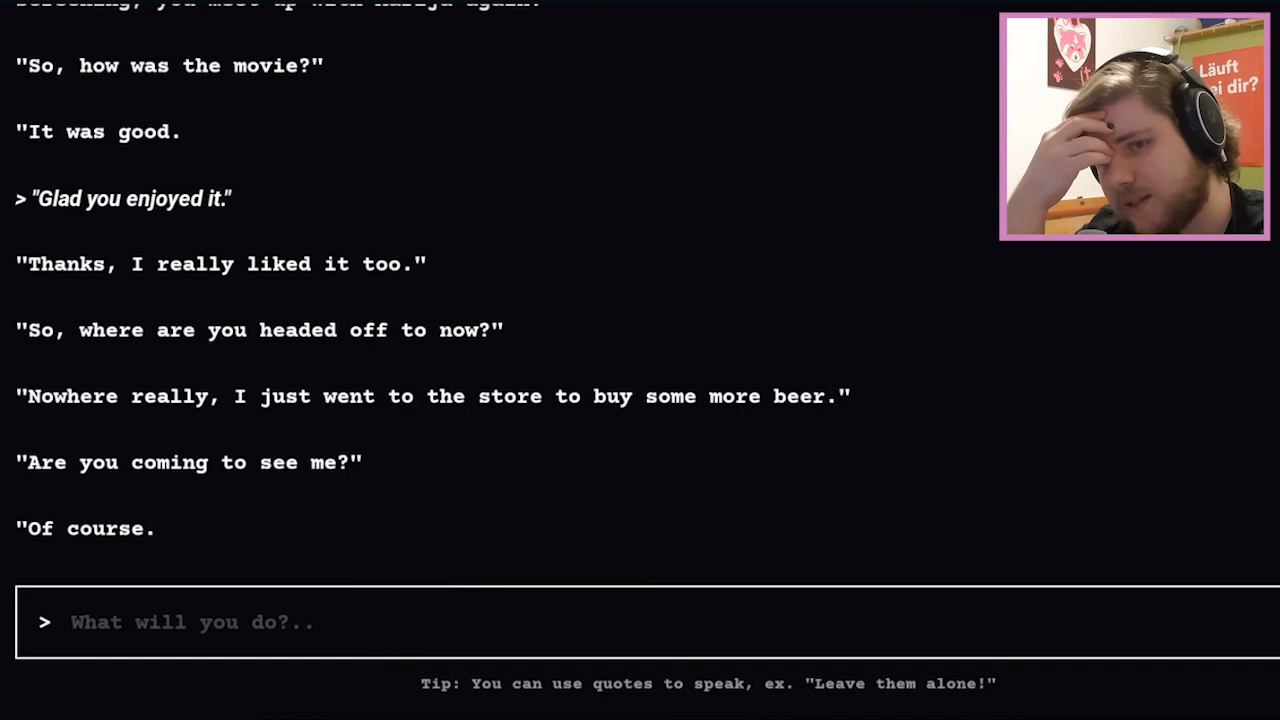 "So, how was the movie?"
"It was good.
> "Glad you enjoyed it."
"Thanks, I really liked it too."
"So, where are you headed off to now?"
"Nowhere really, I just went to the store to buy some more beer."
"Are you coming to see me?"
"Of course.
> What will you do?..
Tip: You can use quotes to speak, ex. "Leave them alone!"
Läuft
ei dir?